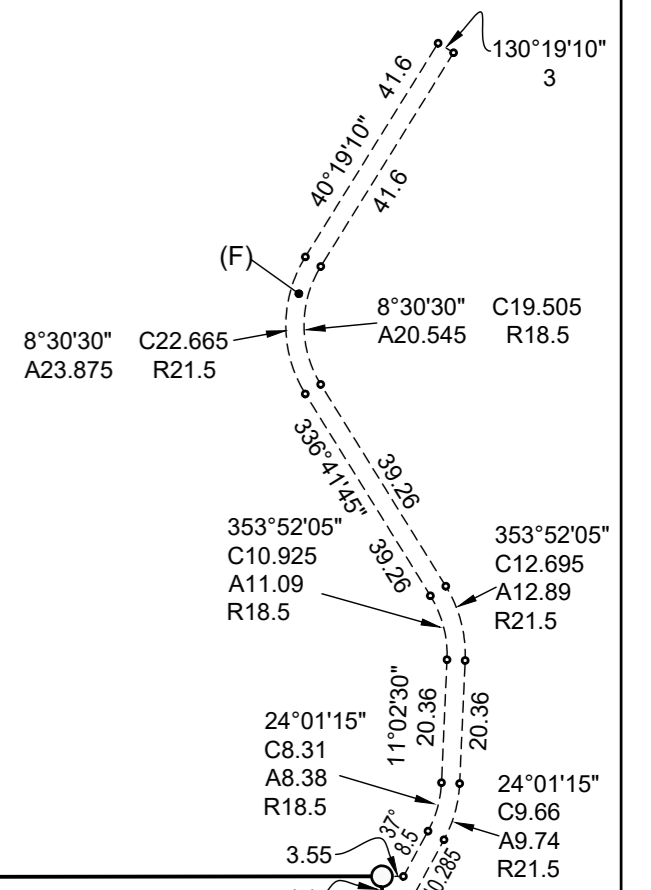 130°19'10"
3
41.6
40°19'10"
41.6
(F)
8°30'30" C19.505
A20.545 R18.5
8°30'30" C22.665
A23.875 R21.5
336°41'45"
39.26
39.26
353°52'05"
C10.925
A11.09
R18.5
353°52'05"
C12.695
A12.89
R21.5
11°02'30"
20.36
20.36
24°01'15"
C8.31
A8.38
R18.5
24°01'15"
C9.66
A9.74
R21.5
37°
8.5
3.55